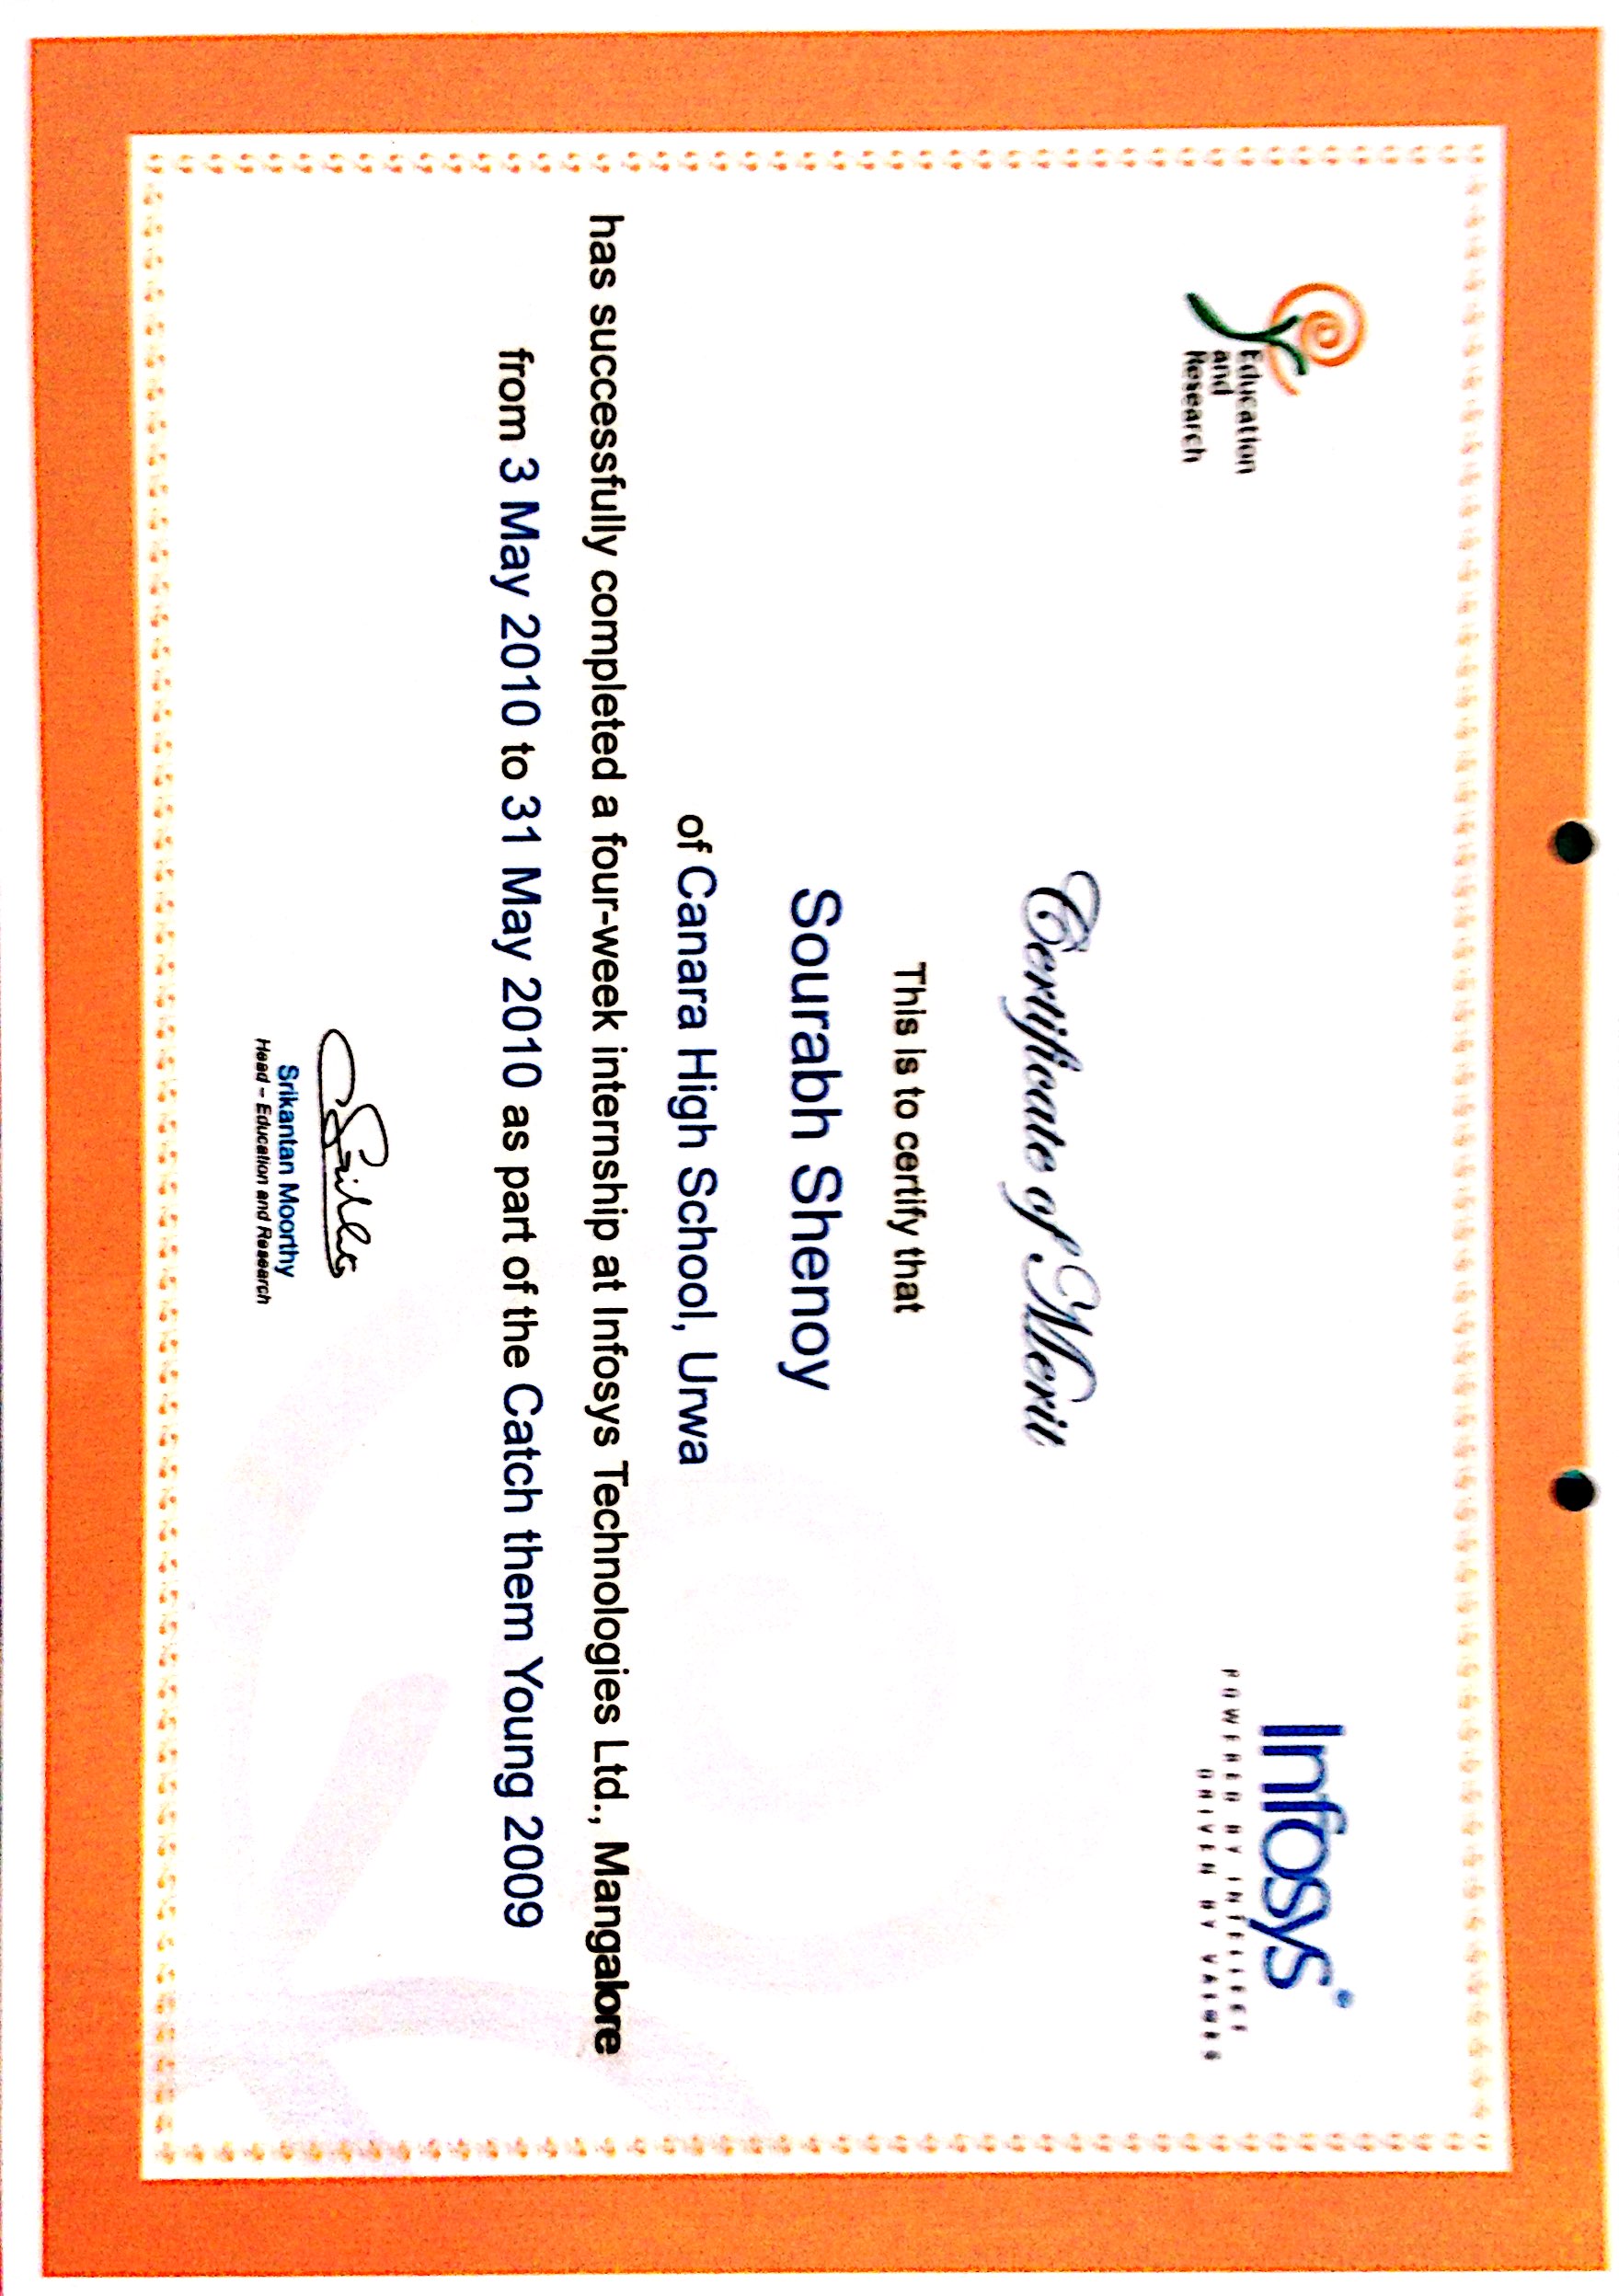 Education
and
Research
Infosys
POWERED BY INTELLECT
DRIVEN BY VALUES
Certificate of Merit
This is to certify that
Sourabh Shenoy
of Canara High School, Urwa
has successfully completed a four-week internship at Infosys Technologies Ltd., Mangalore
from 3 May 2010 to 31 May 2010 as part of the Catch them Young 2009
Srikantan Moorthy
Head – Education and Research